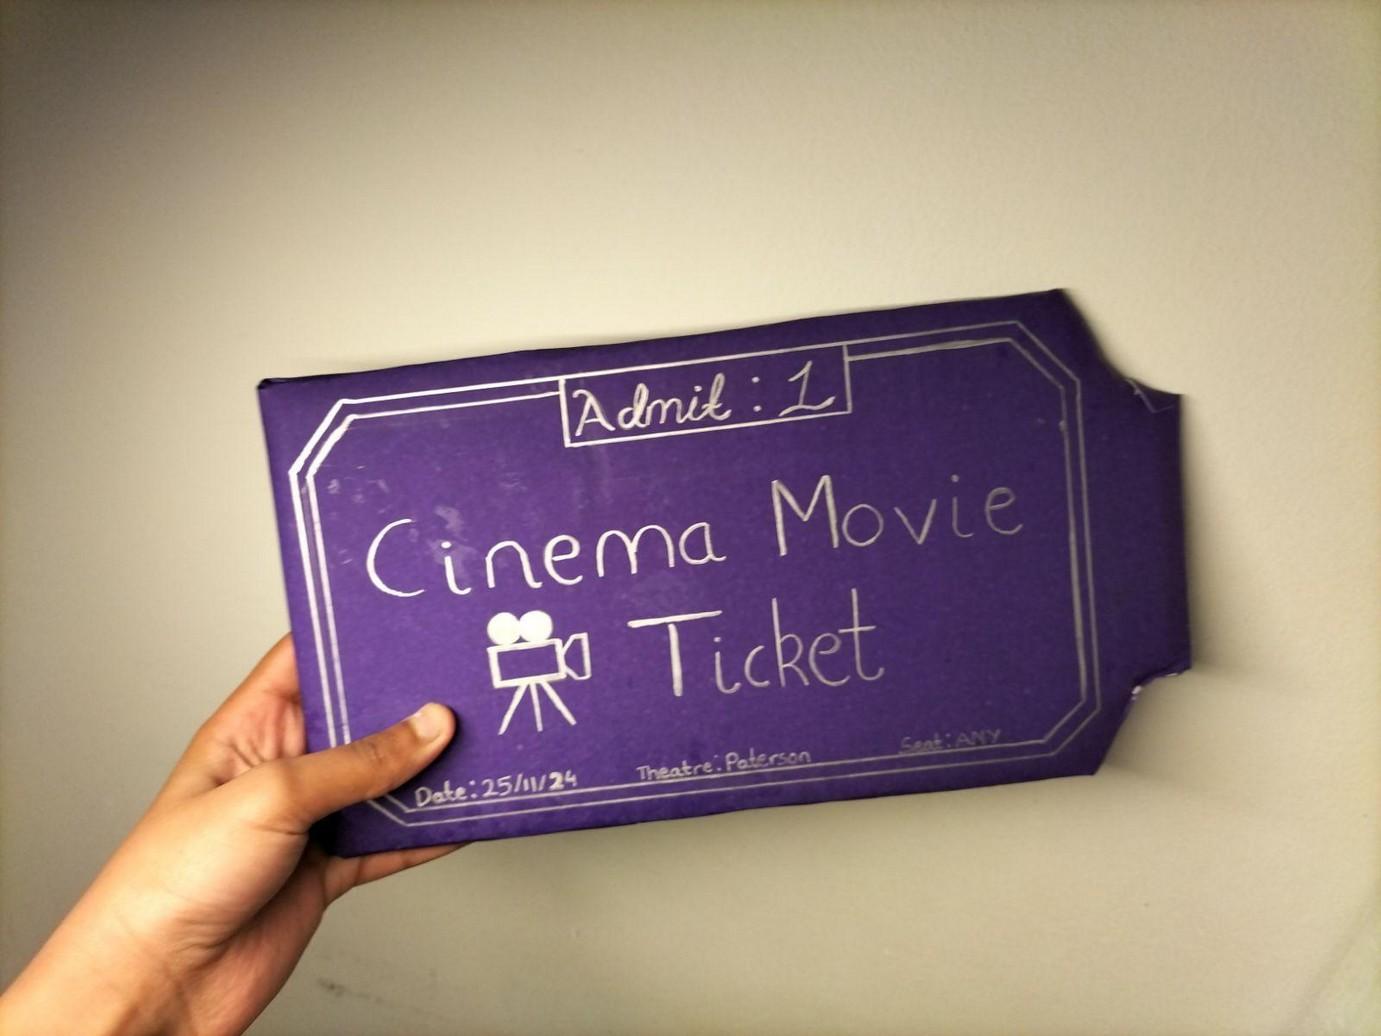 Admit : 1
Cinema Movie
Ticket
Date: 25/11/24 Theatre: Paterson Seat: ANY